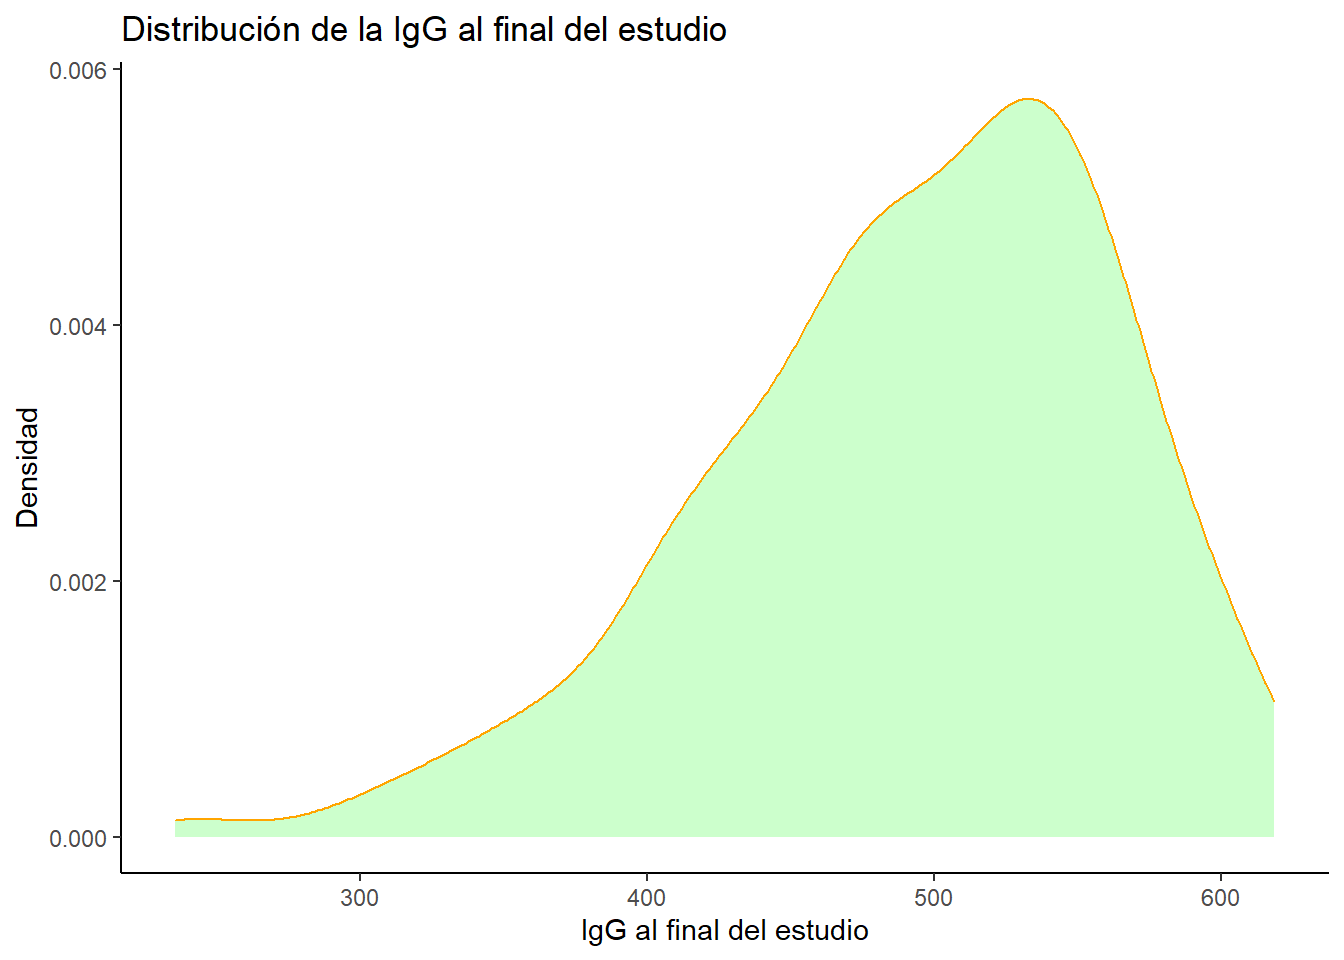 Distribución de la IgG al final del estudio
0.006
0.004
0.002
0.000
Densidad
300 400 500 600
IgG al final del estudio